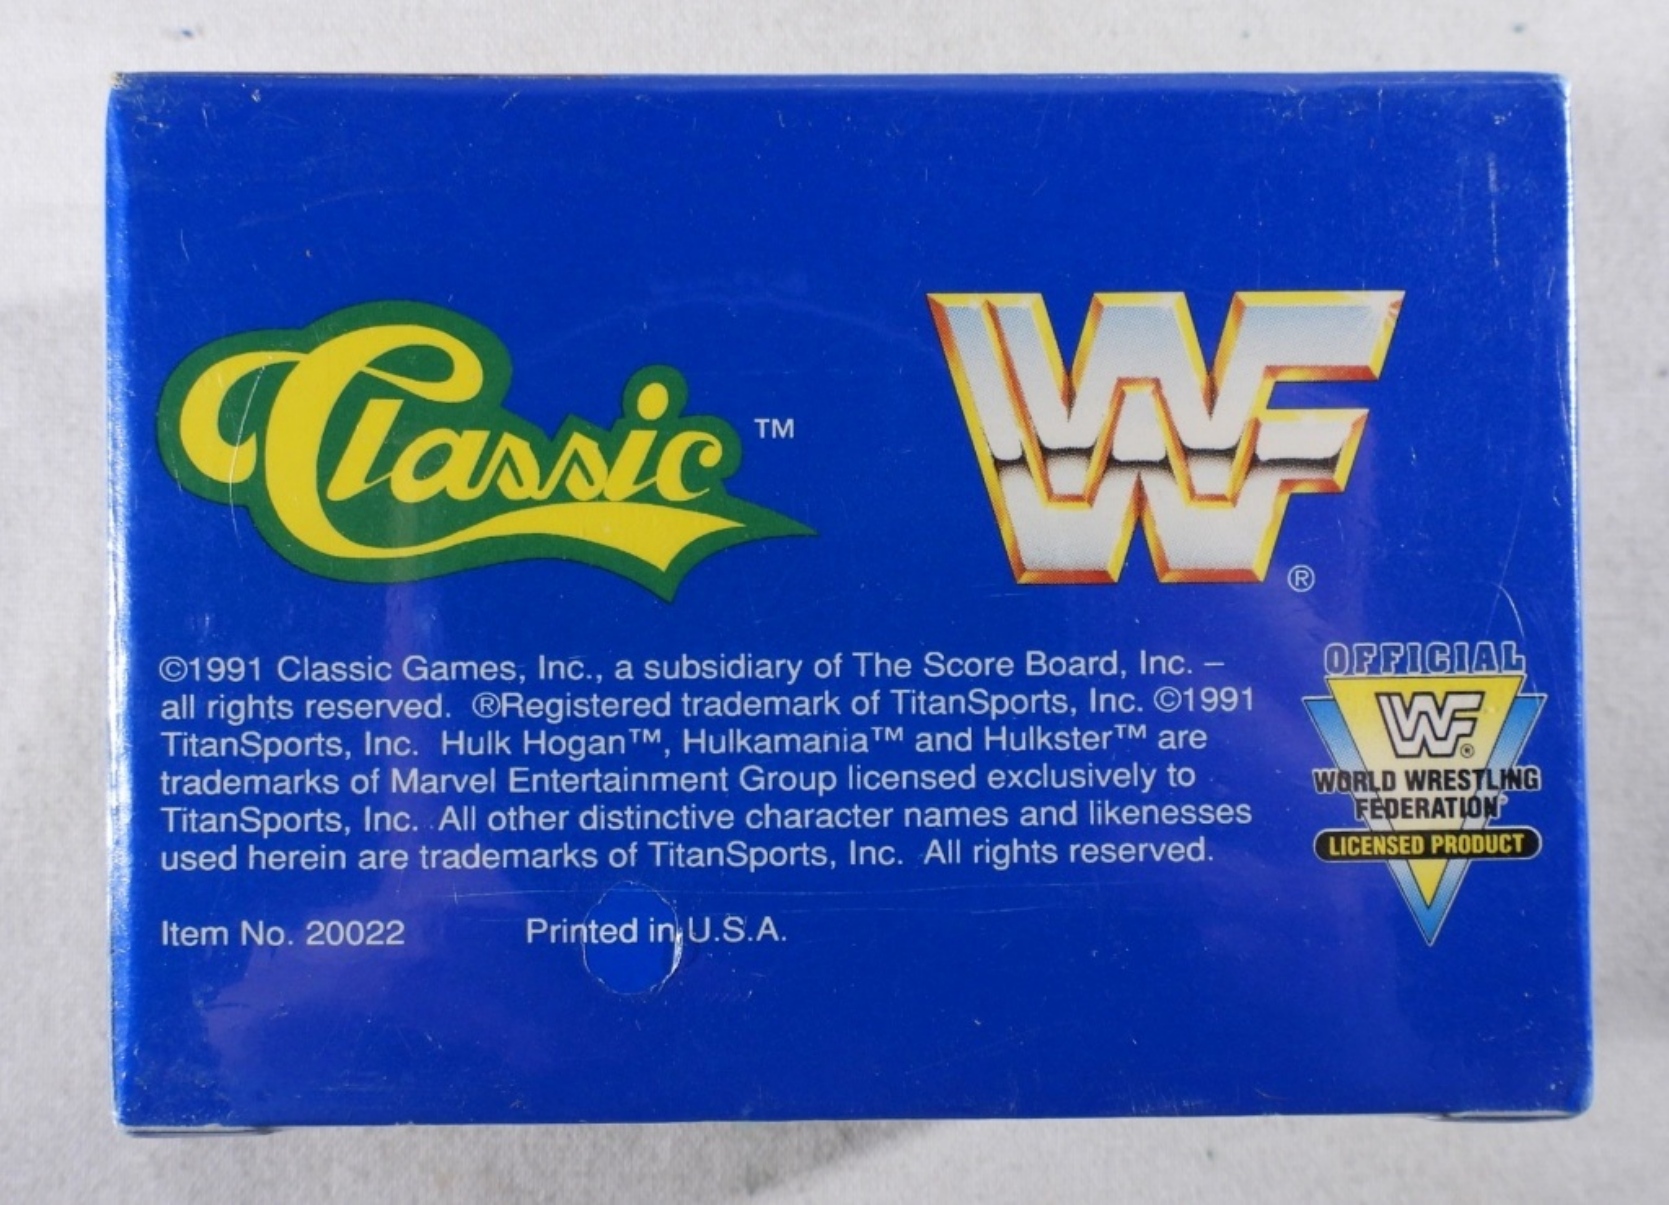 Classic ™
WF ®
©1991 Classic Games, Inc., a subsidiary of The Score Board, Inc. –
all rights reserved. ®Registered trademark of TitanSports, Inc. ©1991
TitanSports, Inc. Hulk Hogan™, Hulkamania™ and Hulkster™ are
trademarks of Marvel Entertainment Group licensed exclusively to
TitanSports, Inc. All other distinctive character names and likenesses
used herein are trademarks of TitanSports, Inc. All rights reserved.
Item No. 20022 Printed in U.S.A.
OFFICIAL
WF ®
WORLD WRESTLING
FEDERATION
LICENSED PRODUCT